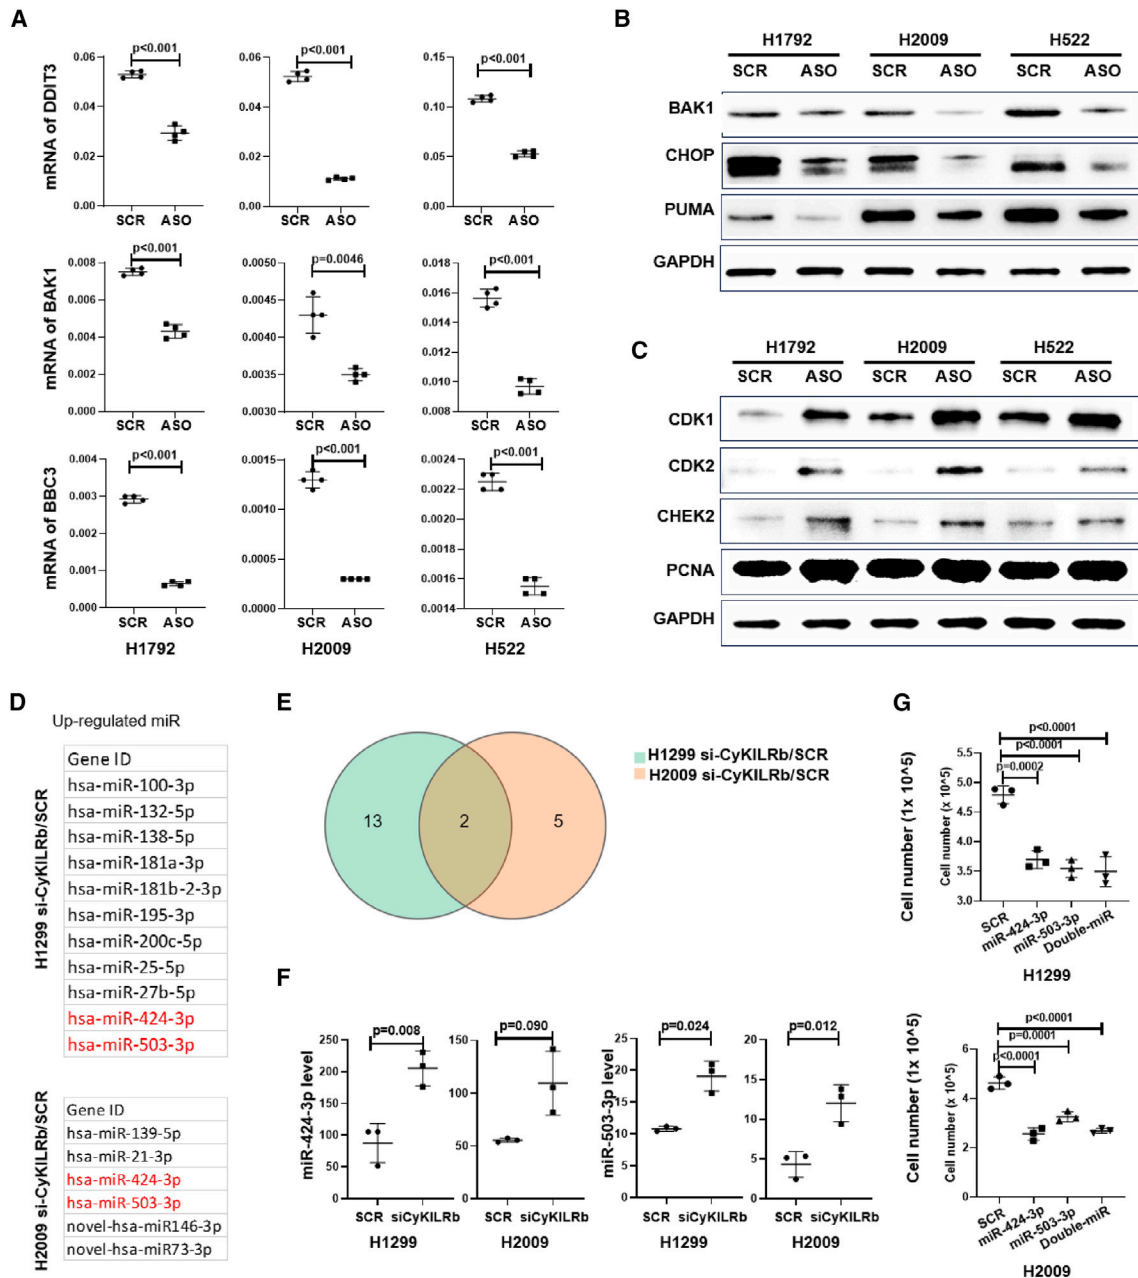 A
mRNA of DDIT3
0.06
0.04
0.02
0.00
p<0.001
SCR ASO
0.06
0.04
0.02
0.00
p<0.001
SCR ASO
0.15
0.10
0.05
0.00
p<0.001
SCR ASO
mRNA of BAK1
0.008
0.006
0.004
0.002
0.000
p<0.001
SCR ASO
0.0050
0.0045
0.0040
0.0035
0.0030
p=0.0046
SCR ASO
0.018
0.016
0.014
0.012
0.010
0.008
p<0.001
SCR ASO
mRNA of BBC3
0.004
0.003
0.002
0.001
0.000
p<0.001
SCR ASO
H1792
0.0015
0.0010
0.0005
0.0000
p<0.001
SCR ASO
H2009
0.0024
0.0022
0.0020
0.0018
0.0016
0.0014
p<0.001
SCR ASO
H522
B
H1792 H2009 H522
SCR ASO SCR ASO SCR ASO
BAK1
CHOP
PUMA
GAPDH
C
H1792 H2009 H522
SCR ASO SCR ASO SCR ASO
CDK1
CDK2
CHEK2
PCNA
GAPDH
D
Up-regulated miR
H1299 si-CyKILRb/SCR
Gene ID
hsa-miR-100-3p
hsa-miR-132-5p
hsa-miR-138-5p
hsa-miR-181a-3p
hsa-miR-181b-2-3p
hsa-miR-195-3p
hsa-miR-200c-5p
hsa-miR-25-5p
hsa-miR-27b-5p
hsa-miR-424-3p
hsa-miR-503-3p
H2009 si-CyKILRb/SCR
Gene ID
hsa-miR-139-5p
hsa-miR-21-3p
hsa-miR-424-3p
hsa-miR-503-3p
novel-hsa-miR146-3p
novel-hsa-miR73-3p
E
13 2 5
H1299 si-CyKILRb/SCR
H2009 si-CyKILRb/SCR
F
miR-424-3p level
250
200
150
100
50
0
p=0.008
SCR siCyKILRb
H1299
150
100
50
0
p=0.090
SCR siCyKILRb
H2009
miR-503-3p level
25
20
15
10
5
0
p=0.024
SCR siCyKILRb
H1299
20
15
10
5
0
p=0.012
SCR siCyKILRb
H2009
G
Cell number (1x 10^5)
Cell number (x 10^5)
5.5
5.0
4.5
4.0
3.5
3.0
p<0.0001
p<0.0001
p=0.0002
SCR
miR-424-3p
miR-503-3p
Double-miR
H1299
Cell number (1x 10^5)
Cell number (x 10^5)
6
4
2
0
p<0.0001
p=0.0001
p<0.0001
SCR
miR-424-3p
miR-503-3p
Double-miR
H2009